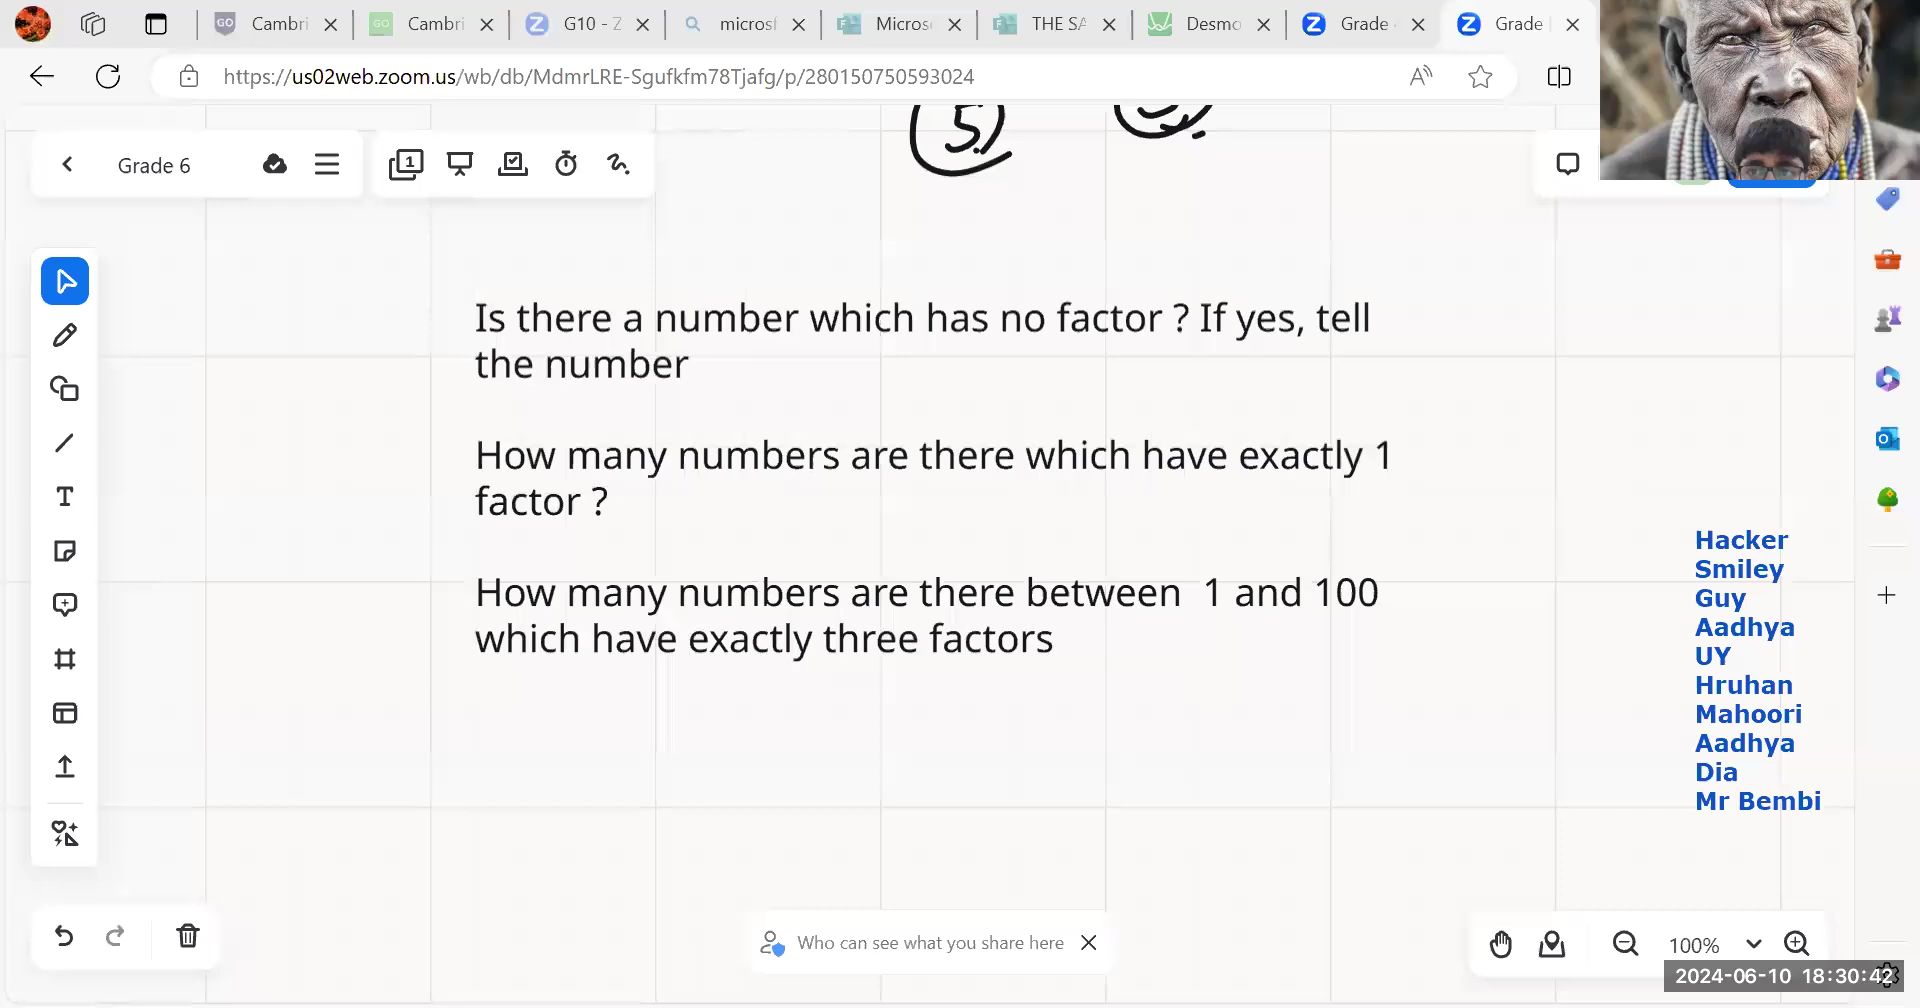 Cambri
Cambri
G10 - Z
microsf
Micros
THE SA
Desmo
Grade
Grade
https://us02web.zoom.us/wb/db/MdmrLRE-Sgufkfm78Tjafg/p/280150750593024
5.)
Grade 6
1
Is there a number which has no factor ? If yes, tell
the number
How many numbers are there which have exactly 1
factor ?
How many numbers are there between 1 and 100
which have exactly three factors
Hacker
Smiley
Guy
Aadhya
UY
Hruhan
Mahoori
Aadhya
Dia
Mr Bembi
Who can see what you share here
100%
2024-06-10 18:30:42